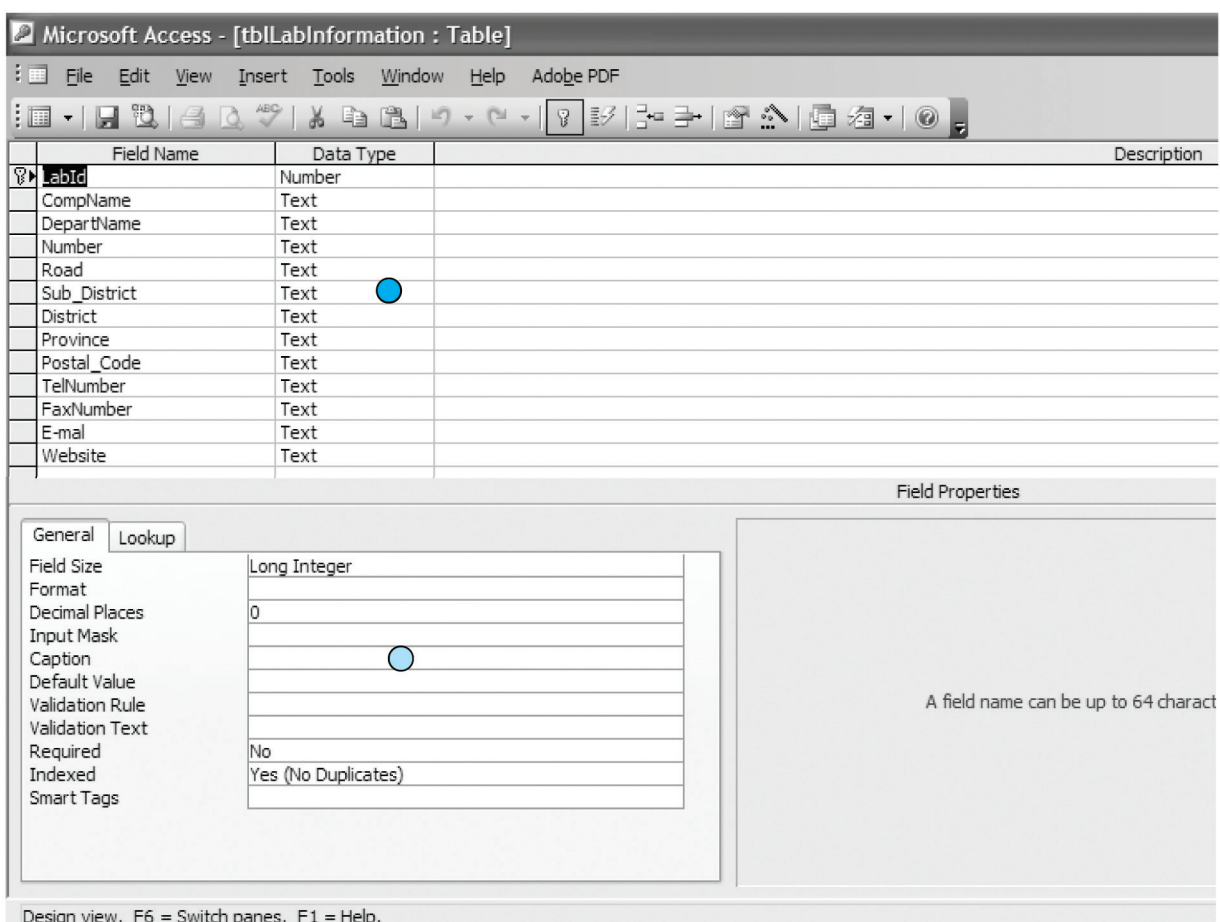 Microsoft Access - [tblLabInformation : Table]
File Edit View Insert Tools Window Help Adobe PDF
ABC
Field Name Data Type Description
LabId Number
CompName Text
DepartName Text
Number Text
Road Text
Sub_District Text
District Text
Province Text
Postal_Code Text
TelNumber Text
FaxNumber Text
E-mal Text
Website Text
Field Properties
General Lookup
Field Size Long Integer
Format
Decimal Places 0
Input Mask
Caption
Default Value
Validation Rule
Validation Text
Required No
Indexed Yes (No Duplicates)
Smart Tags
A field name can be up to 64 charact
Design view. F6 = Switch panes. F1 = Help.